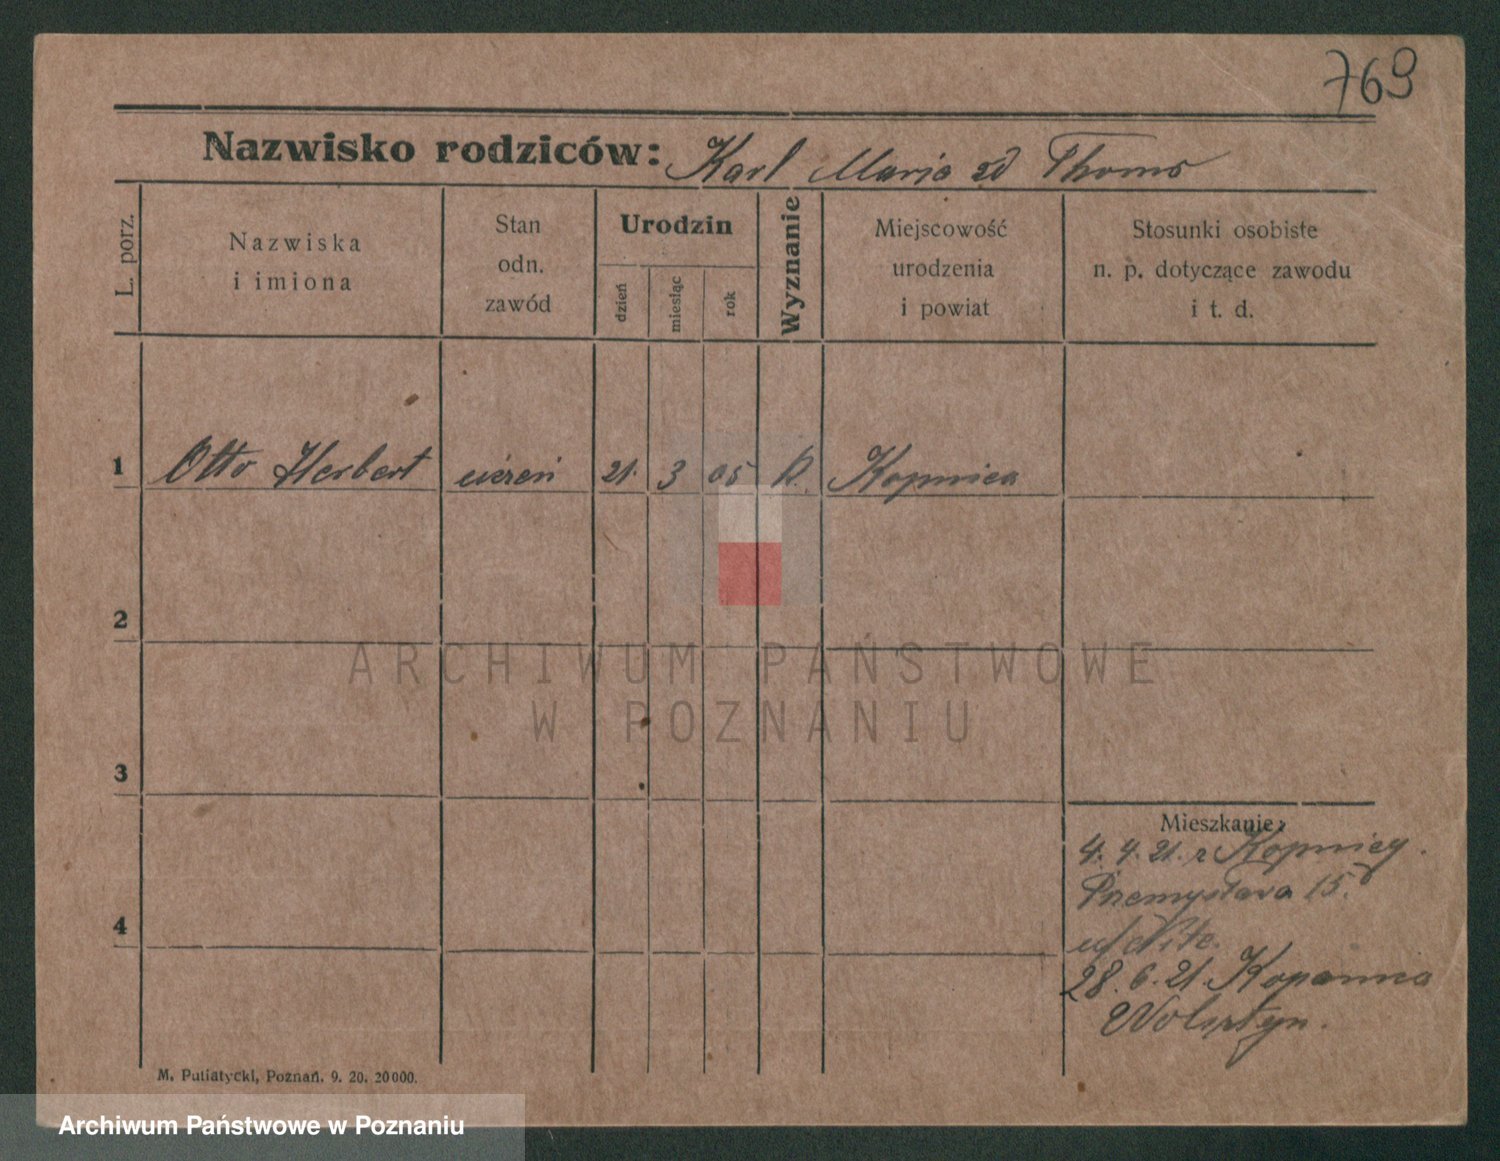 769
Nazwisko rodziców: Karl Maria zd Thoms
L. porz.
Nazwiska
i imiona
Stan
odn.
zawód
Urodzin
dzień
miesiąc
rok
Wyznanie
Miejscowość
urodzenia
i powiat
Stosunki osobiste
n. p. dotyczące zawodu
i t. d.
1 Otto Herbert uczeń 21. 3 05 Kopnica
2
ARCHIWUM PAŃSTWOWE
W POZNANIU
3
Mieszkanie:
4. 4. 21. z Kopnicy.
Przemysława 15.
4
28. 6. 21. Kopanica
Wolsztyn.
M. Putiatycki, Poznań. 9. 20. 20000.
Archiwum Państwowe w Poznaniu